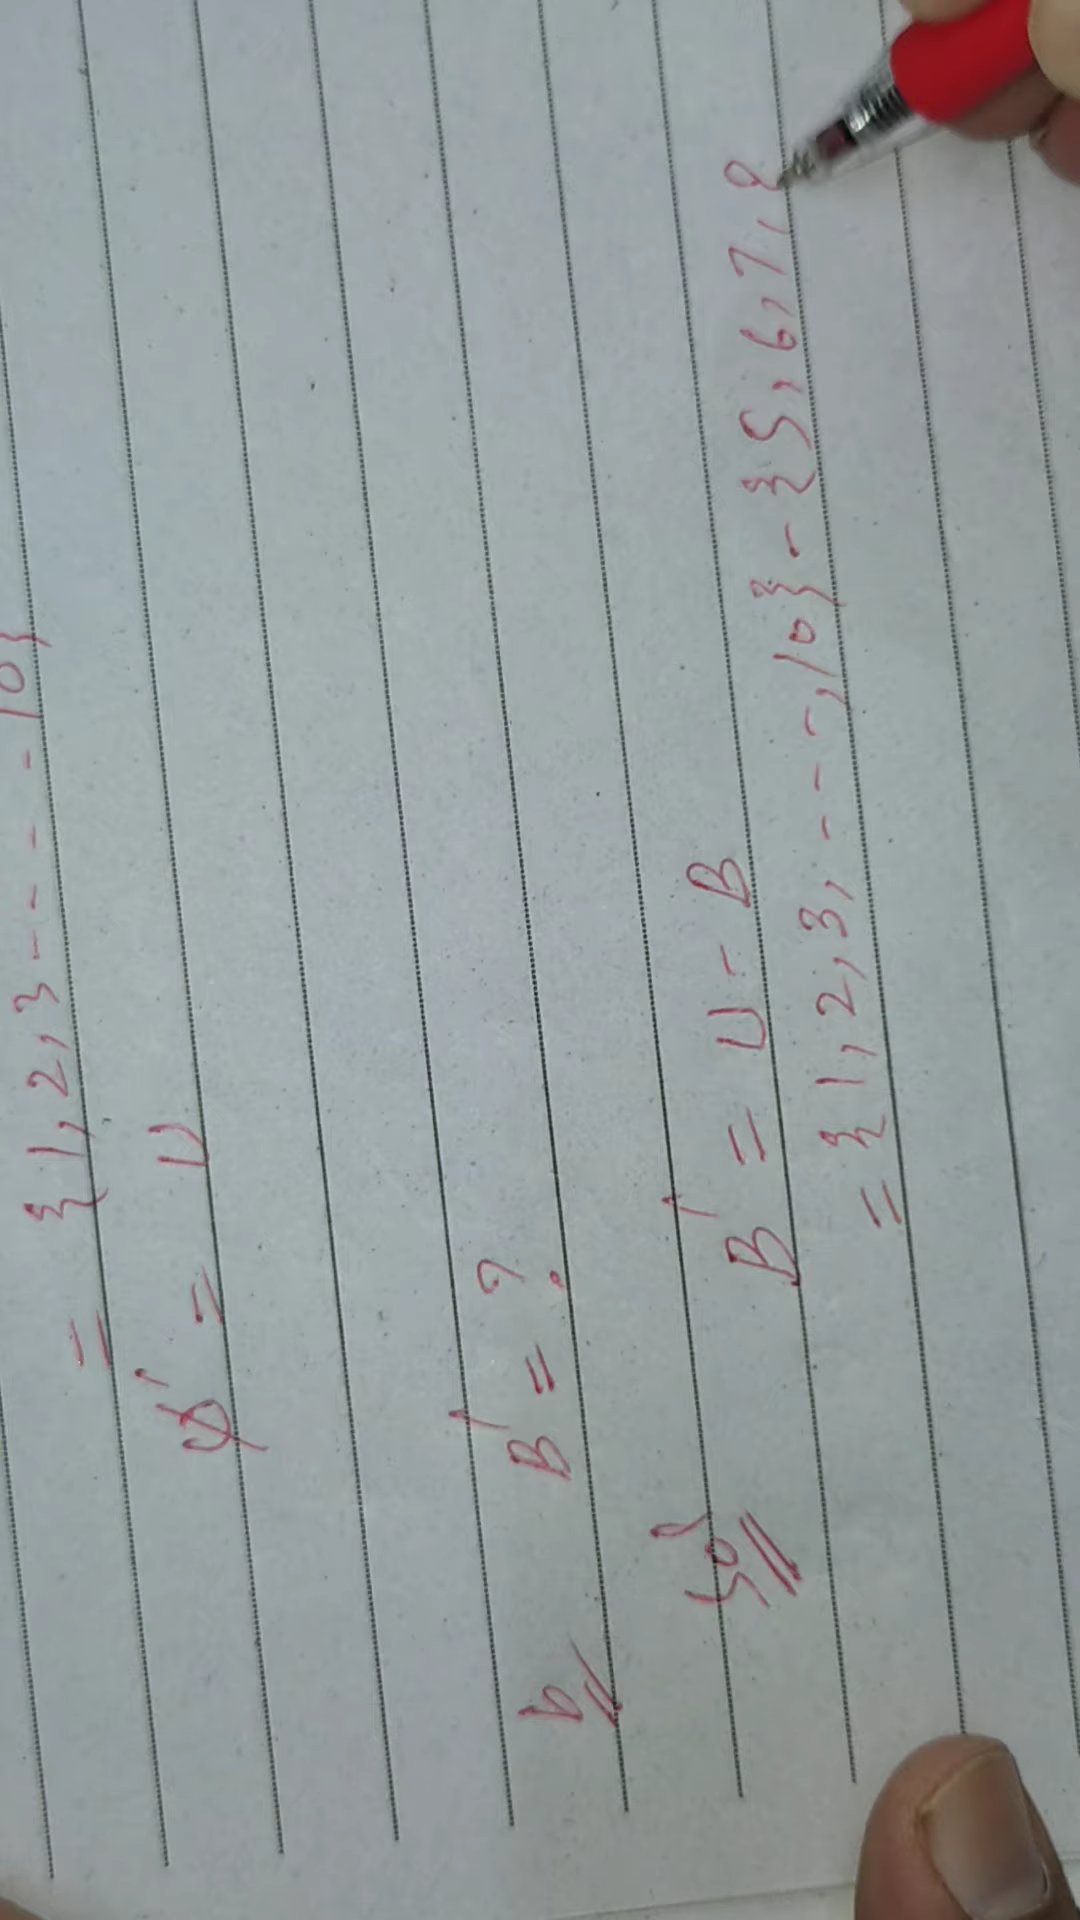 = {1, 2, 3 - - - - 10}
φ' = U
b B' = ?
Sol B' = U - B
= {1, 2, 3, - - -, 10} - {5, 6, 7, 8